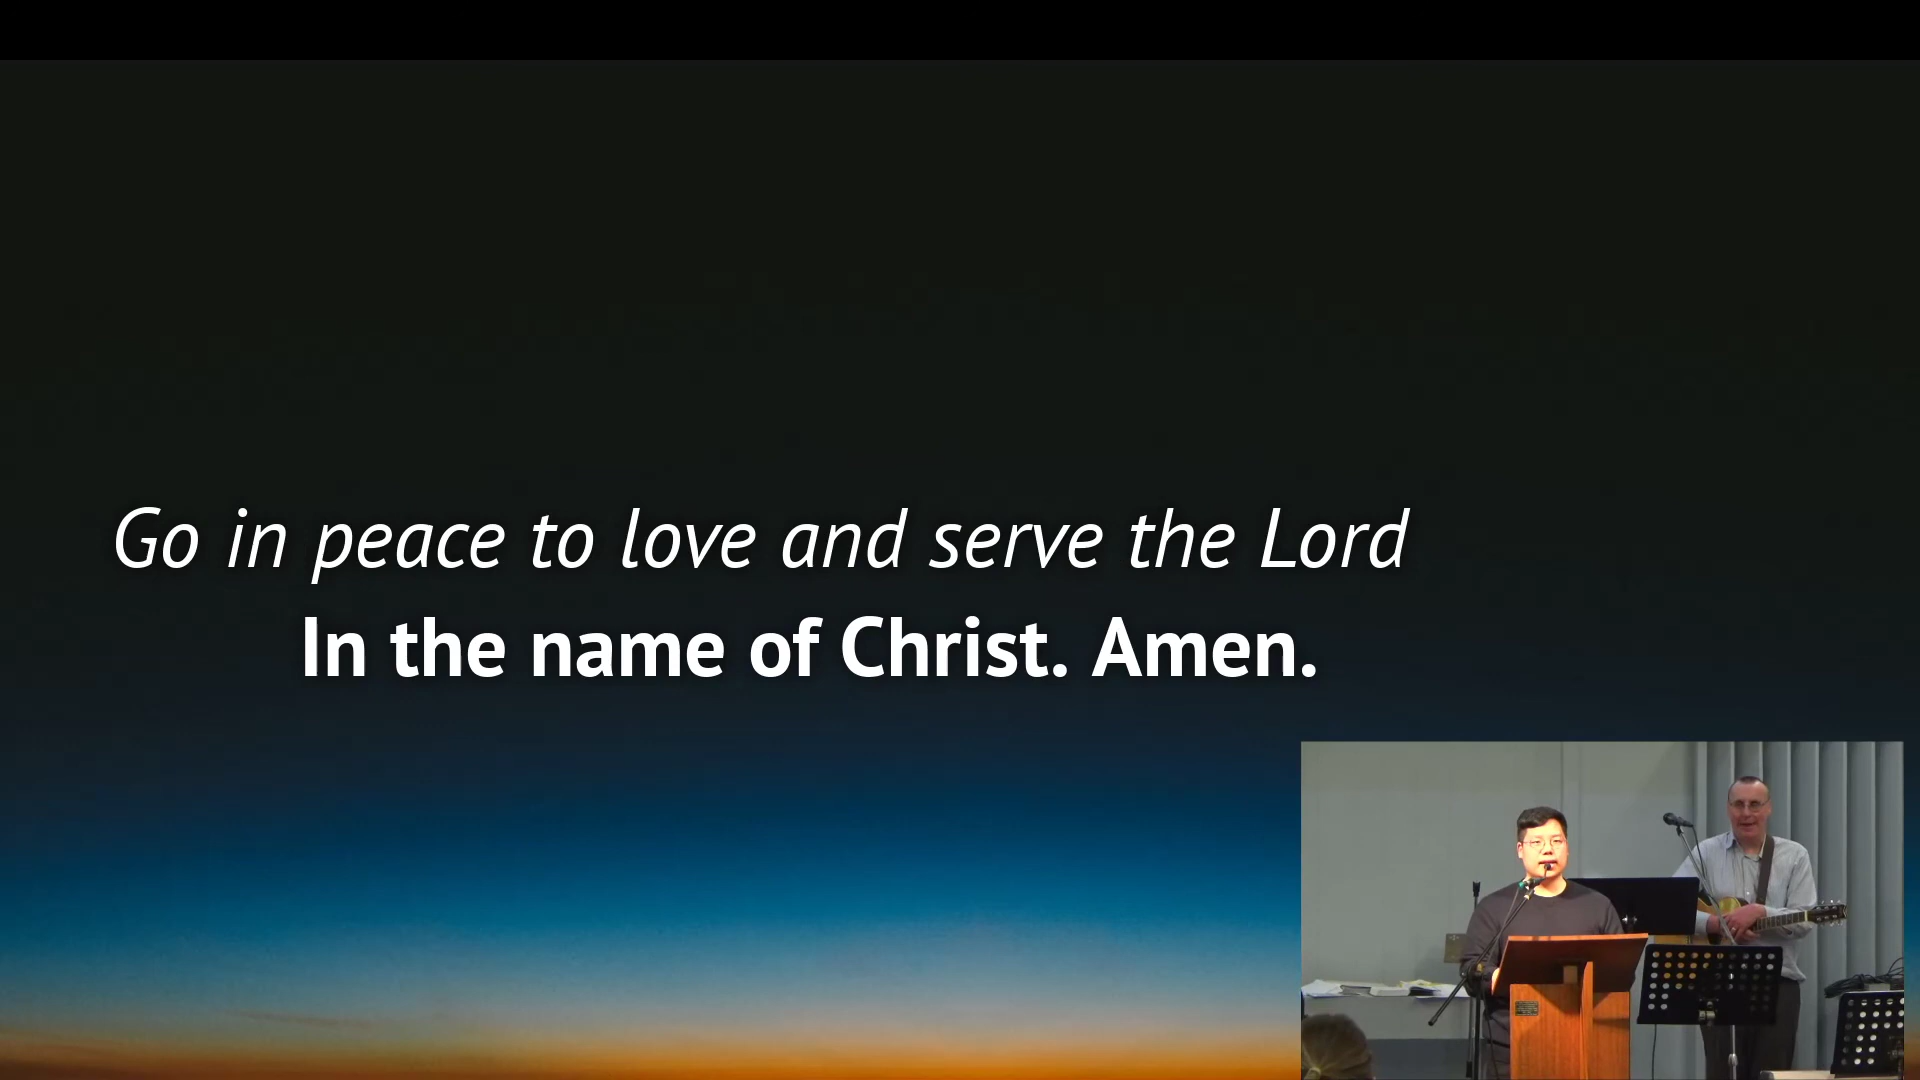 Go in peace to love and serve the Lord
In the name of Christ. Amen.